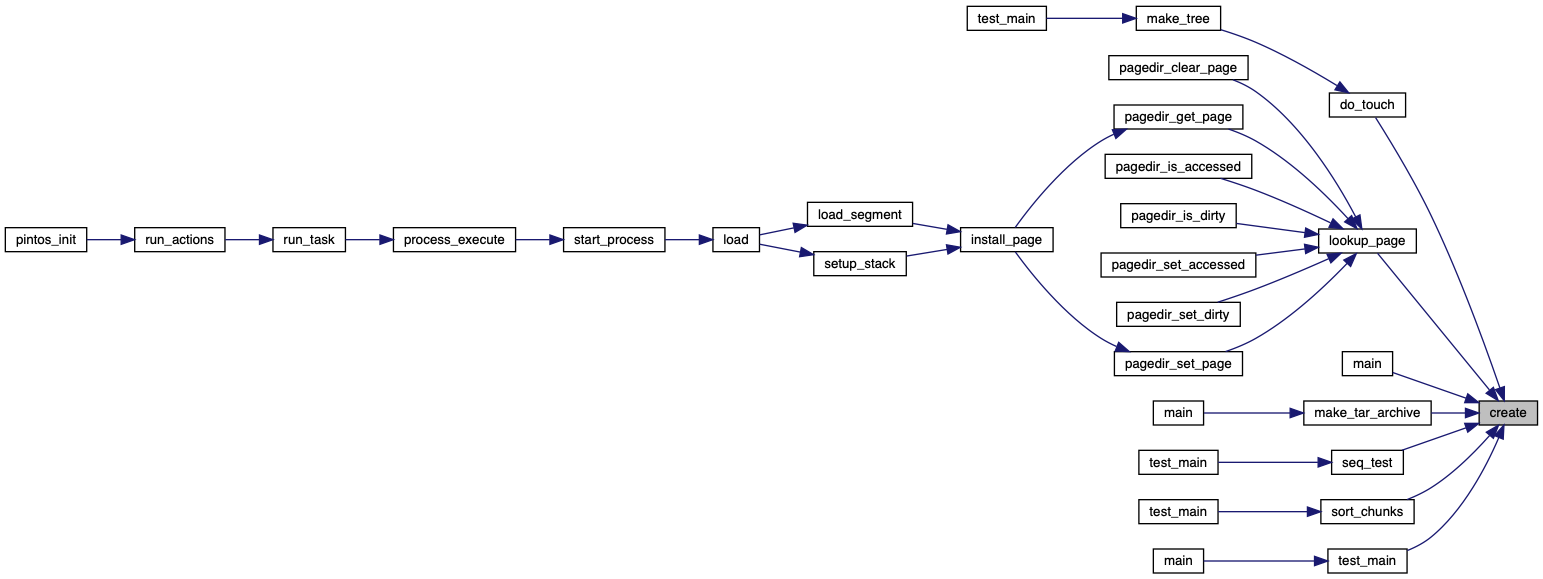 test_main
make_tree
pagedir_clear_page
do_touch
pagedir_get_page
pagedir_is_accessed
load_segment
pagedir_is_dirty
pintos_init
run_actions
run_task
process_execute
start_process
load
install_page
lookup_page
setup_stack
pagedir_set_accessed
pagedir_set_dirty
pagedir_set_page
main
main
make_tar_archive
create
test_main
seq_test
test_main
sort_chunks
main
test_main